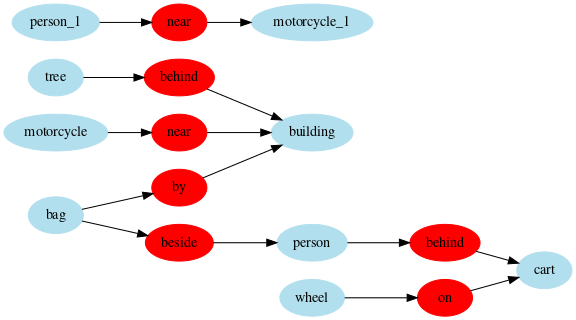 person_1 near motorcycle_1
tree behind
motorcycle near building
by
bag
beside person behind
cart
wheel on